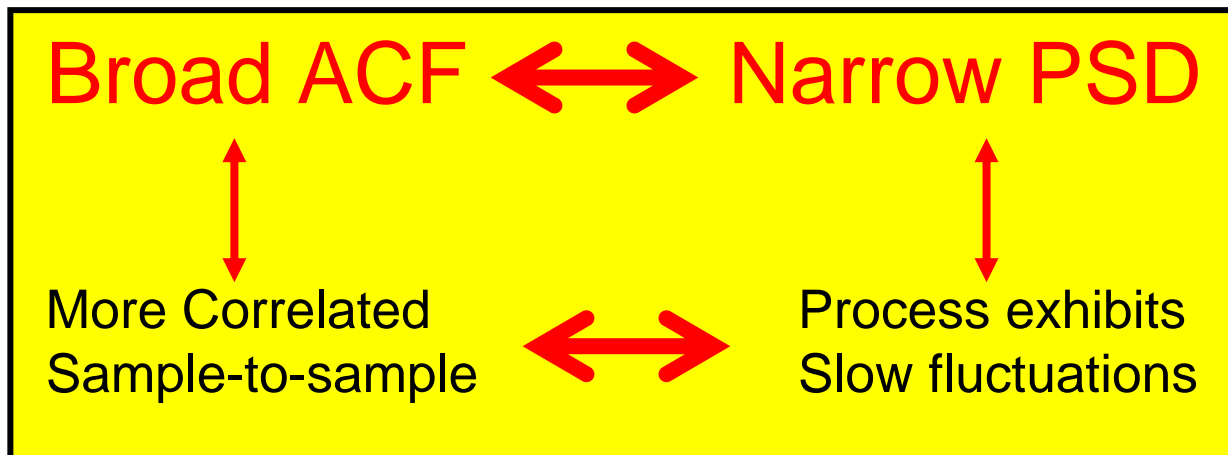 Broad ACF Narrow PSD
More Correlated Process exhibits
Sample-to-sample Slow fluctuations